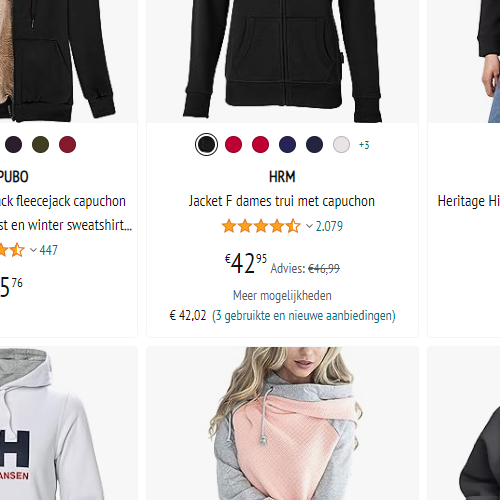 +3
PUBO
HRM
ck fleecejack capuchon
Jacket F dames trui met capuchon
Heritage Hi
st en winter sweatshirt...
2.079
447
€42 95 Advies: €46,99
5 76
Meer mogelijkheden
€ 42,02 (3 gebruikte en nieuwe aanbiedingen)
H
ANSEN